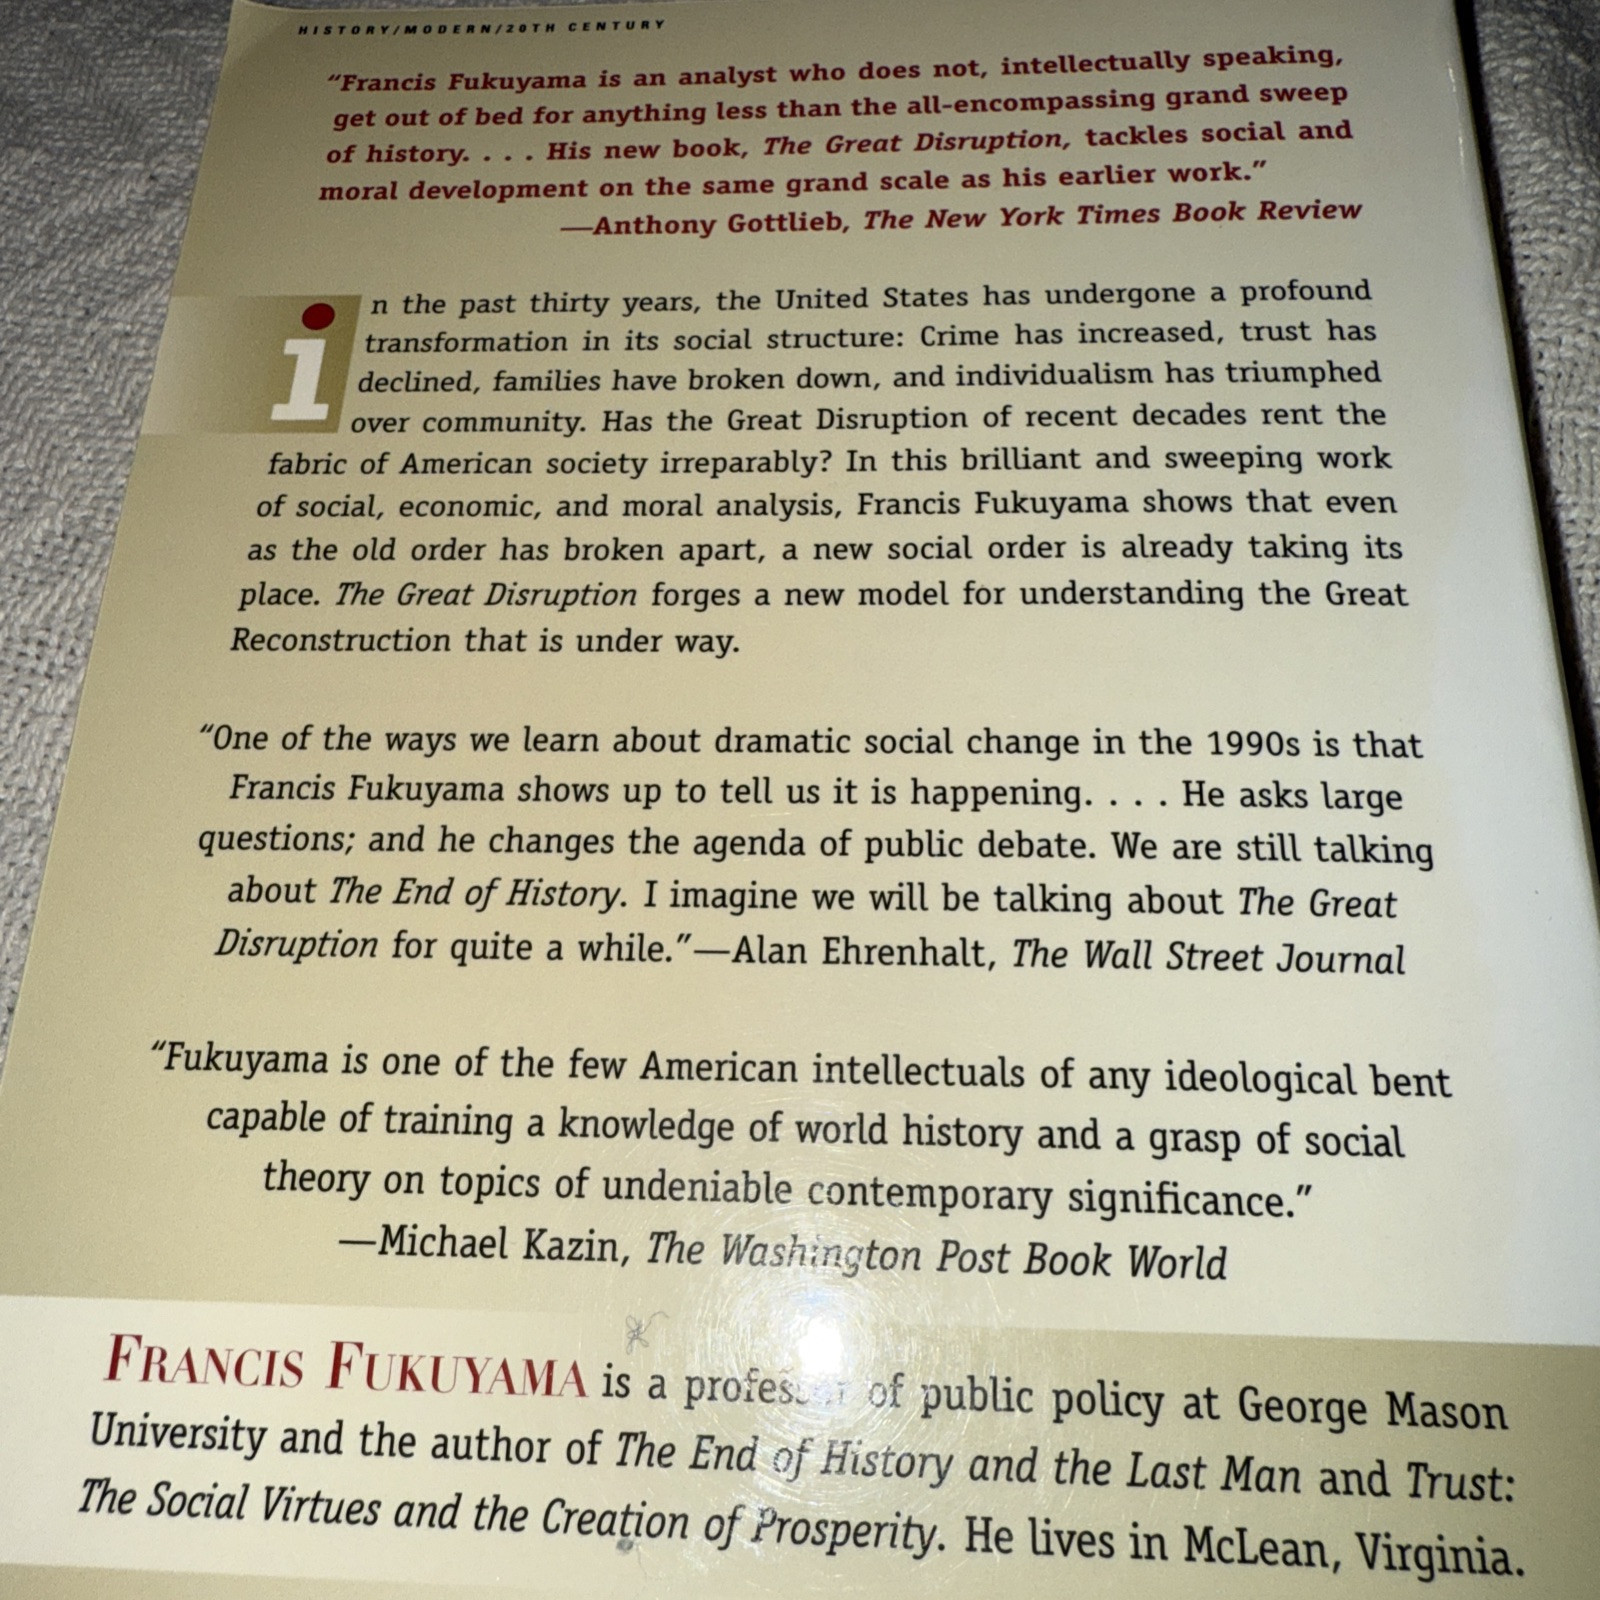 HISTORY/MODERN/20TH CENTURY
“Francis Fukuyama is an analyst who does not, intellectually speaking,
get out of bed for anything less than the all-encompassing grand sweep
of history. . . . His new book, The Great Disruption, tackles social and
moral development on the same grand scale as his earlier work.”
—Anthony Gottlieb, The New York Times Book Review
in the past thirty years, the United States has undergone a profound
transformation in its social structure: Crime has increased, trust has
declined, families have broken down, and individualism has triumphed
over community. Has the Great Disruption of recent decades rent the
fabric of American society irreparably? In this brilliant and sweeping work
of social, economic, and moral analysis, Francis Fukuyama shows that even
as the old order has broken apart, a new social order is already taking its
place. The Great Disruption forges a new model for understanding the Great
Reconstruction that is under way.
“One of the ways we learn about dramatic social change in the 1990s is that
Francis Fukuyama shows up to tell us it is happening. . . . He asks large
questions; and he changes the agenda of public debate. We are still talking
about The End of History. I imagine we will be talking about The Great
Disruption for quite a while.”—Alan Ehrenhalt, The Wall Street Journal
“Fukuyama is one of the few American intellectuals of any ideological bent
capable of training a knowledge of world history and a grasp of social
theory on topics of undeniable contemporary significance.”
—Michael Kazin, The Washington Post Book World
FRANCIS FUKUYAMA is a professor of public policy at George Mason
University and the author of The End of History and the Last Man and Trust:
The Social Virtues and the Creation of Prosperity. He lives in McLean, Virginia.